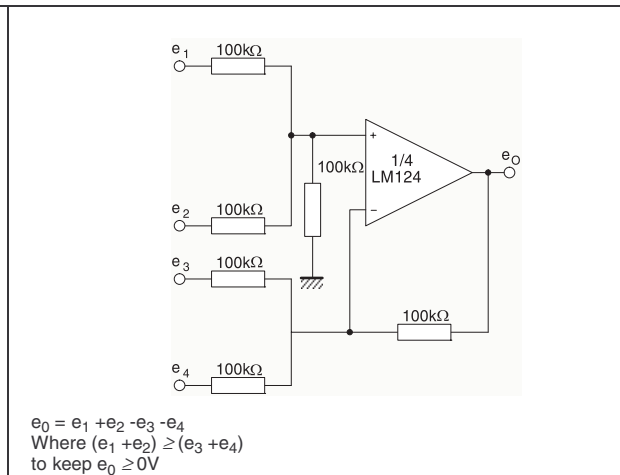 e1 100kΩ
+
100kΩ
1/4
LM124
eO
e2 100kΩ
−
e3 100kΩ
100kΩ
e4 100kΩ
e0 = e1 +e2 -e3 -e4
Where (e1 +e2) ≥ (e3 +e4)
to keep e0 ≥ 0V